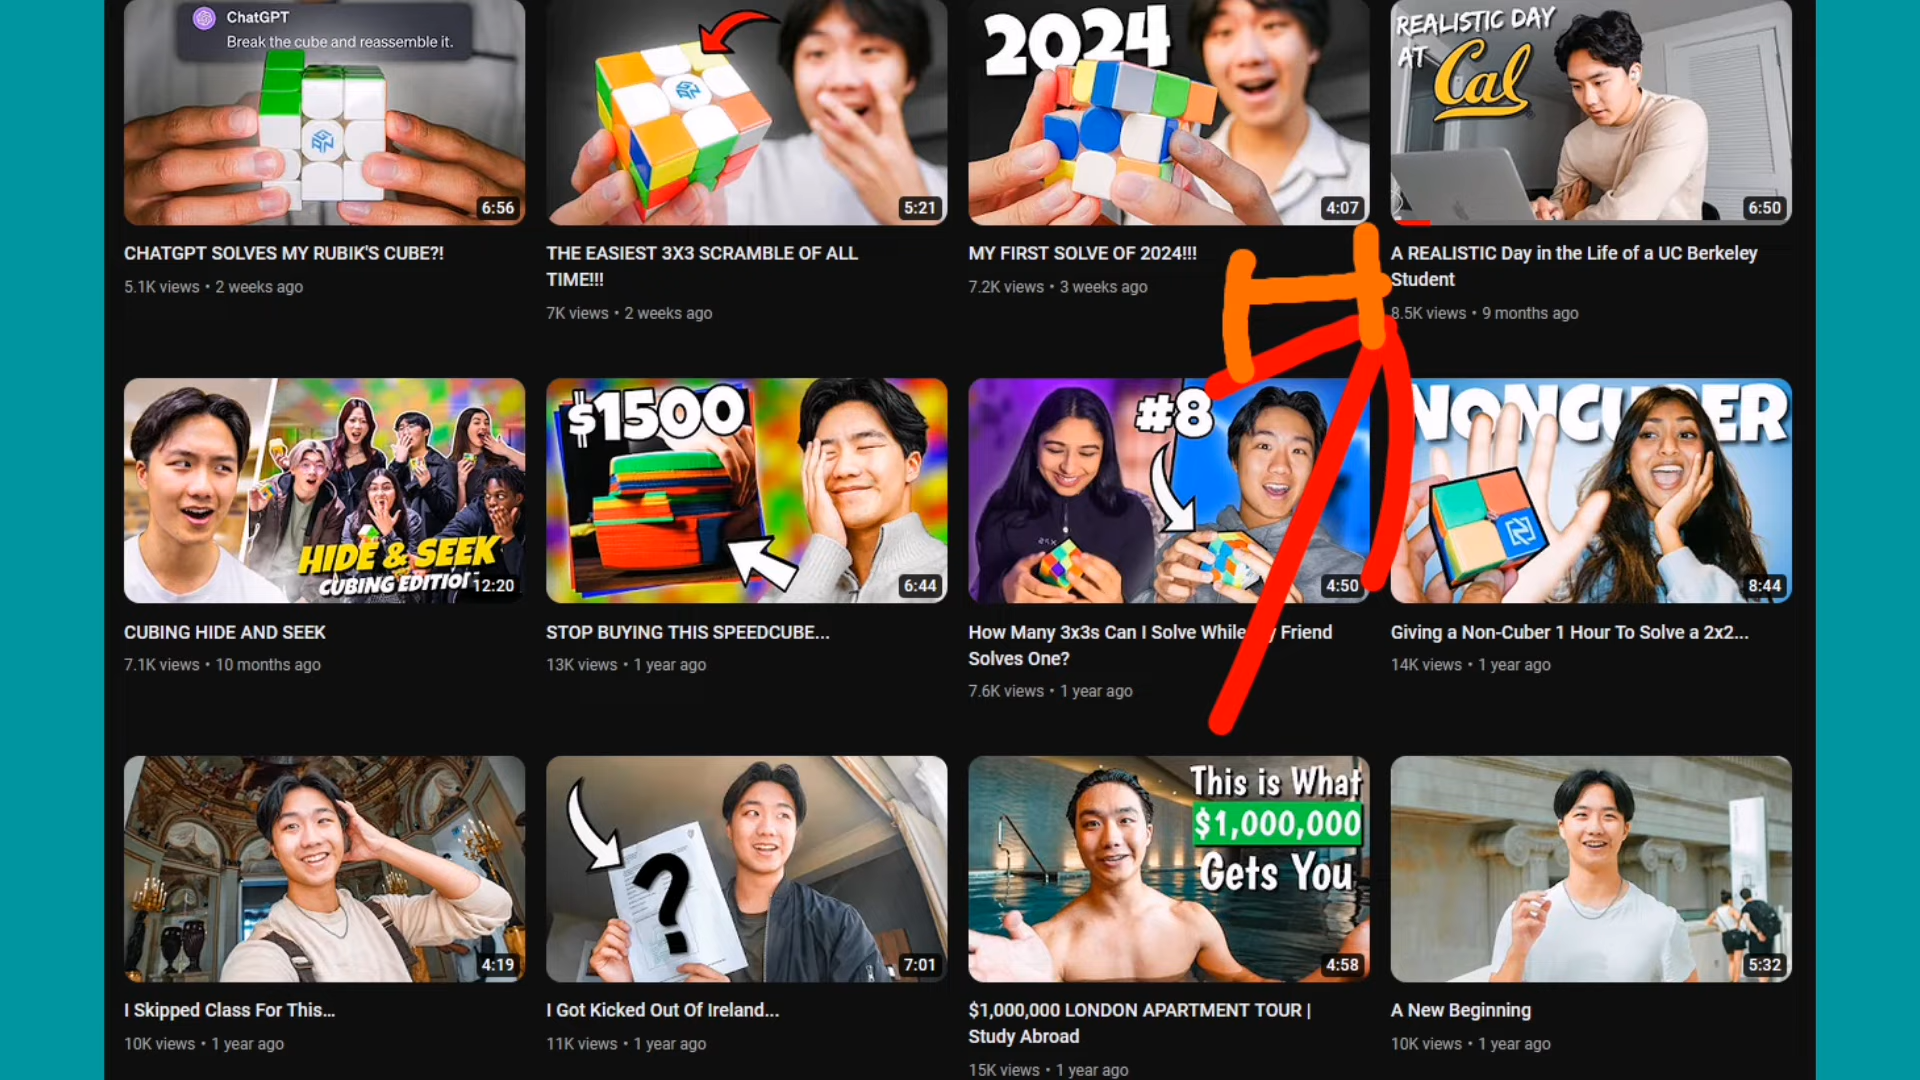 ChatGPT
Break the cube and reassemble it.
6:56
CHATGPT SOLVES MY RUBIK'S CUBE?!
5.1K views • 2 weeks ago
5:21
THE EASIEST 3X3 SCRAMBLE OF ALL
TIME!!!
7K views • 2 weeks ago
2024
4:07
MY FIRST SOLVE OF 2024!!!
7.2K views • 3 weeks ago
REALISTIC DAY
AT
Cal
6:50
A REALISTIC Day in the Life of a UC Berkeley
Student
8.5K views • 9 months ago
HIDE & SEEK
CUBING EDITION
12:20
CUBING HIDE AND SEEK
7.1K views • 10 months ago
$1500
6:44
STOP BUYING THIS SPEEDCUBE...
13K views • 1 year ago
#8
4:50
How Many 3x3s Can I Solve While Friend
Solves One?
7.6K views • 1 year ago
NONCUBER
8:44
Giving a Non-Cuber 1 Hour To Solve a 2x2...
14K views • 1 year ago
4:19
I Skipped Class For This...
10K views • 1 year ago
?
7:01
I Got Kicked Out Of Ireland...
11K views • 1 year ago
This is What
$1,000,000
Gets You
4:58
$1,000,000 LONDON APARTMENT TOUR |
Study Abroad
15K views • 1 year ago
5:32
A New Beginning
10K views • 1 year ago